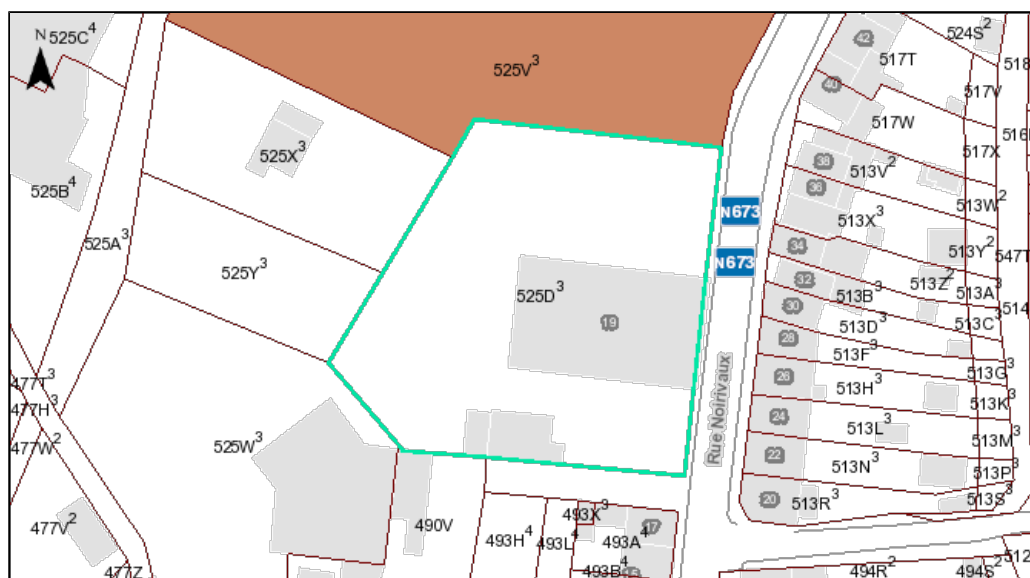 N
525C⁴
42
524S²
517T
518
525V³
40
517V
517W
516
517X
525X³
38
513V²
525B⁴
36
513W²
N673
513X³
525A³
34
513Y²
547T
525Y³
N673
32
513Z²
525D³
513B³
513A³
514
30
19
513D³
513C³
28
513F³
513G³
477T³
26
513H³
513K³
477H³
Rue Noirivaux
24
513L³
513M³
477W²
525W³
22
513N³
513P³
20
513R³
513S³
493X³
477V²
490V
17
493H⁴
493L⁴
493A⁴
512
477Z
493B⁴
15
494R²
494S²